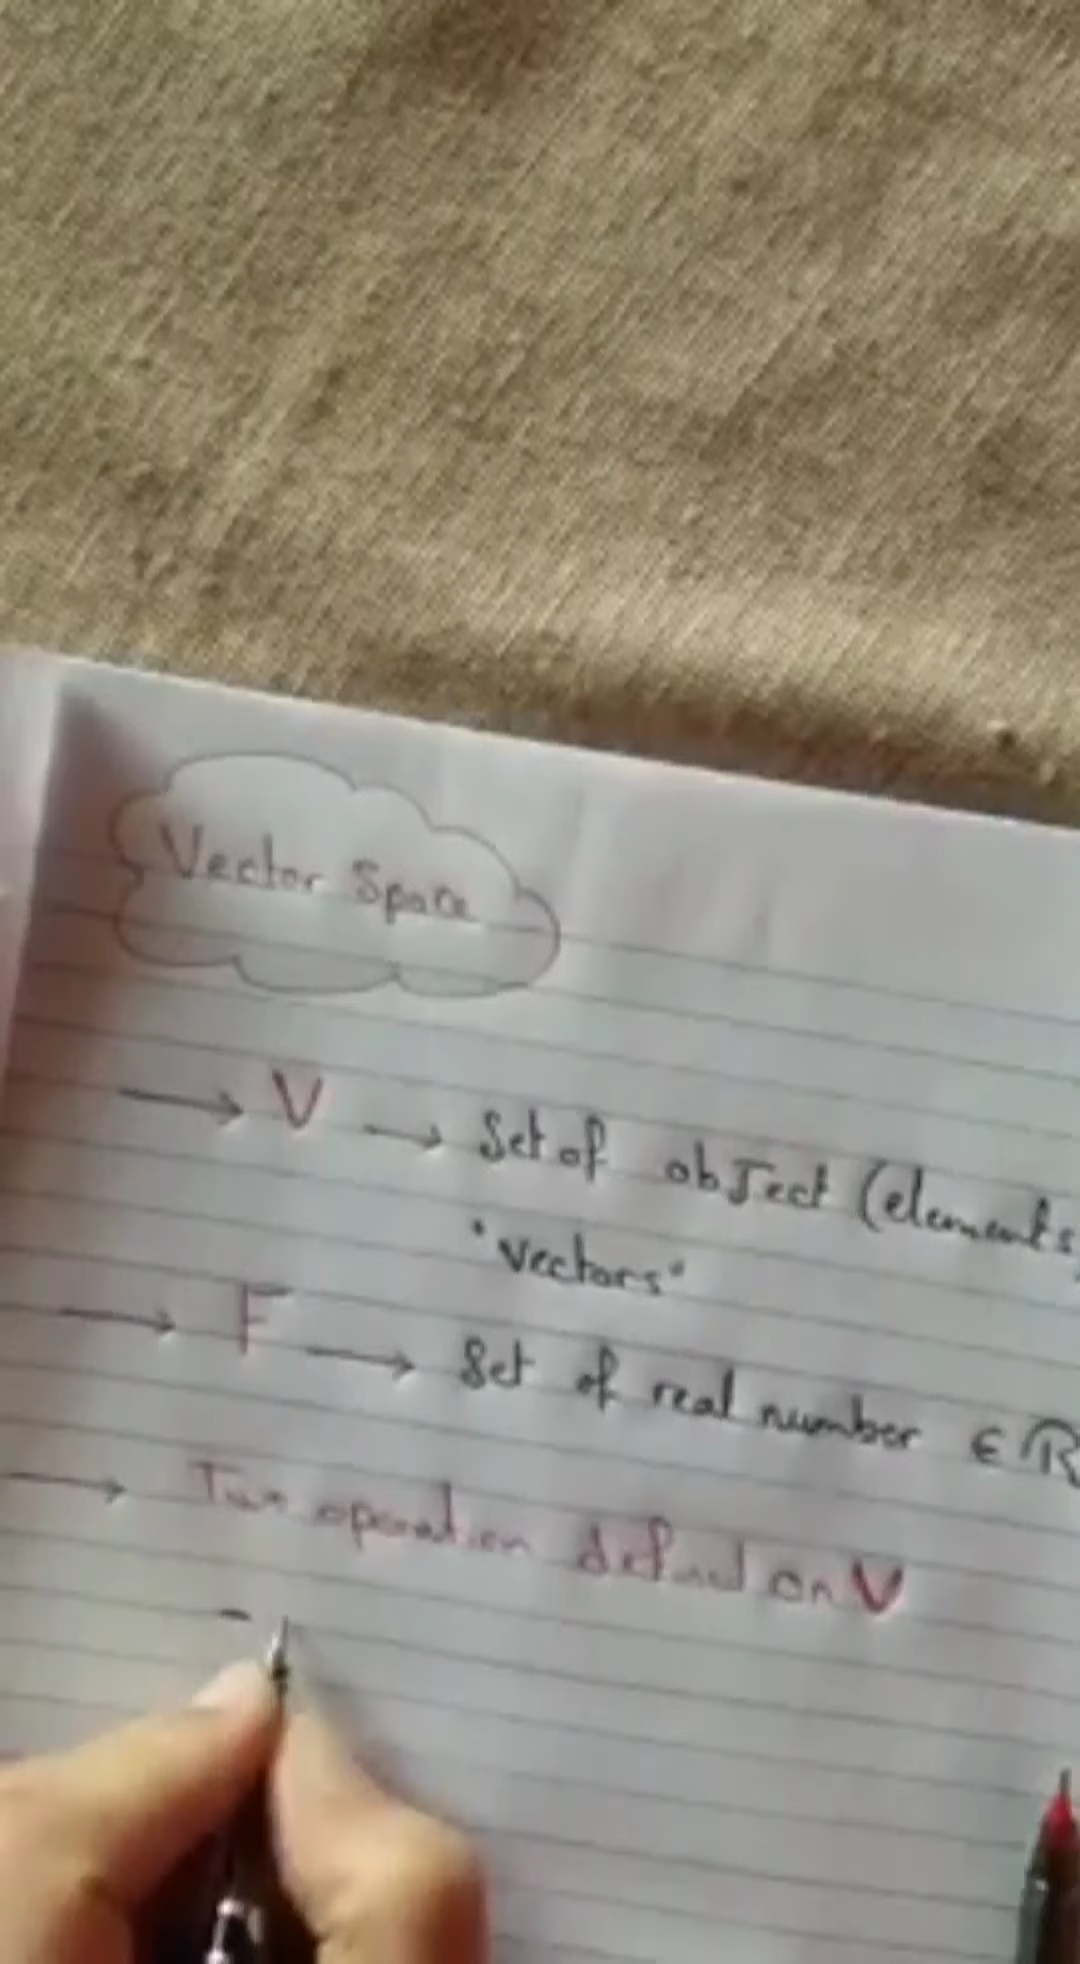 Vector Space
→ V → Set of object (elements
"vectors"
→ F → Set of real number ∈ ℝ
→ Two operation defined on V
-